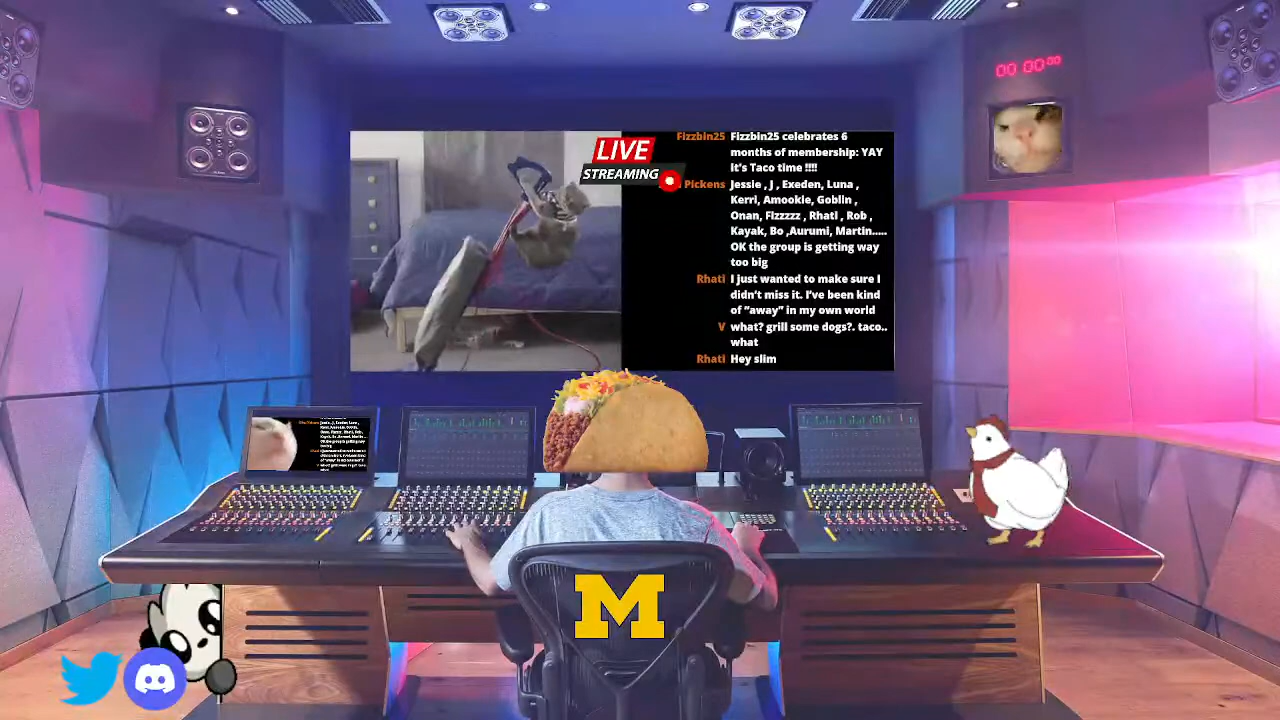 00 00 00
LIVE
STREAMING
Fizzbin25 Fizzbin25 celebrates 6
months of membership: YAY
it's Taco time !!!!
Pickens Jessie , J , Exeden, Luna ,
Kerri, Amookie, Goblin ,
Onan, Fizzzzz , Rhati , Rob ,
Kayak, Bo ,Aurumi, Martin.....
OK the group is getting way
too big
Rhati I just wanted to make sure I
didn't miss it. I've been kind
of “away” in my own world
V what? grill some dogs?. taco..
what
Rhati Hey slim
M